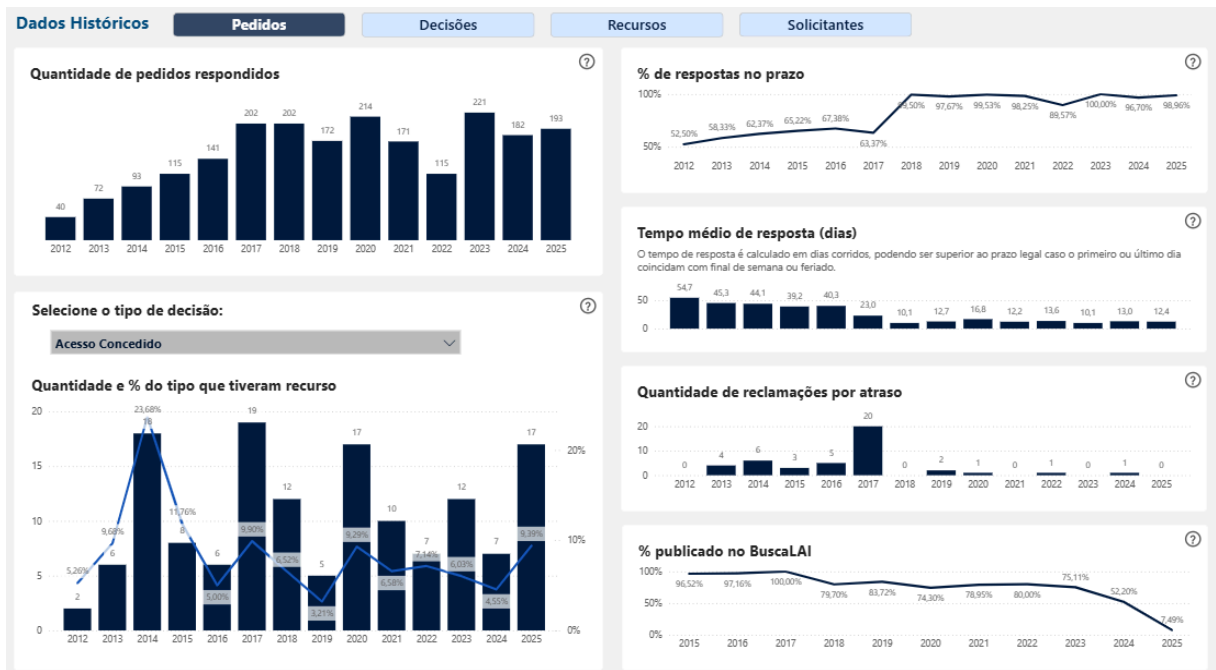 Dados Históricos
Pedidos
Decisões
Recursos
Solicitantes
Quantidade de pedidos respondidos
40 72 93 115 141 202 202 172 214 171 115 221 182 193
2012 2013 2014 2015 2016 2017 2018 2019 2020 2021 2022 2023 2024 2025
Selecione o tipo de decisão:
Acesso Concedido
Quantidade e % do tipo que tiveram recurso
20
15
10
5
0
20%
10%
0%
2 6 18 8 6 19 12 5 17 10 7 12 7 17
5,26% 9,68% 23,68% 11,76% 5,00% 9,90% 6,52% 3,21% 9,29% 6,58% 7,14% 6,03% 4,55% 9,39%
2012 2013 2014 2015 2016 2017 2018 2019 2020 2021 2022 2023 2024 2025
% de respostas no prazo
100%
50%
52,50% 58,33% 62,37% 65,22% 67,38% 63,37% 99,50% 97,67% 99,53% 98,25% 89,57% 100,00% 96,70% 98,96%
2012 2013 2014 2015 2016 2017 2018 2019 2020 2021 2022 2023 2024 2025
Tempo médio de resposta (dias)
O tempo de resposta é calculado em dias corridos, podendo ser superior ao prazo legal caso o primeiro ou último dia
coincidam com final de semana ou feriado.
50
0
54,7 45,3 44,1 39,2 40,3 23,0 10,1 12,7 16,8 12,2 13,6 10,1 13,0 12,4
Quantidade de reclamações por atraso
20
10
0
0 4 6 3 5 20 0 2 1 0 1 0 1 0
2012 2013 2014 2015 2016 2017 2018 2019 2020 2021 2022 2023 2024 2025
% publicado no BuscaLAI
100%
50%
0%
96,52% 97,16% 100,00% 79,70% 83,72% 74,30% 78,95% 80,00% 75,11% 52,20% 7,49%
2015 2016 2017 2018 2019 2020 2021 2022 2023 2024 2025